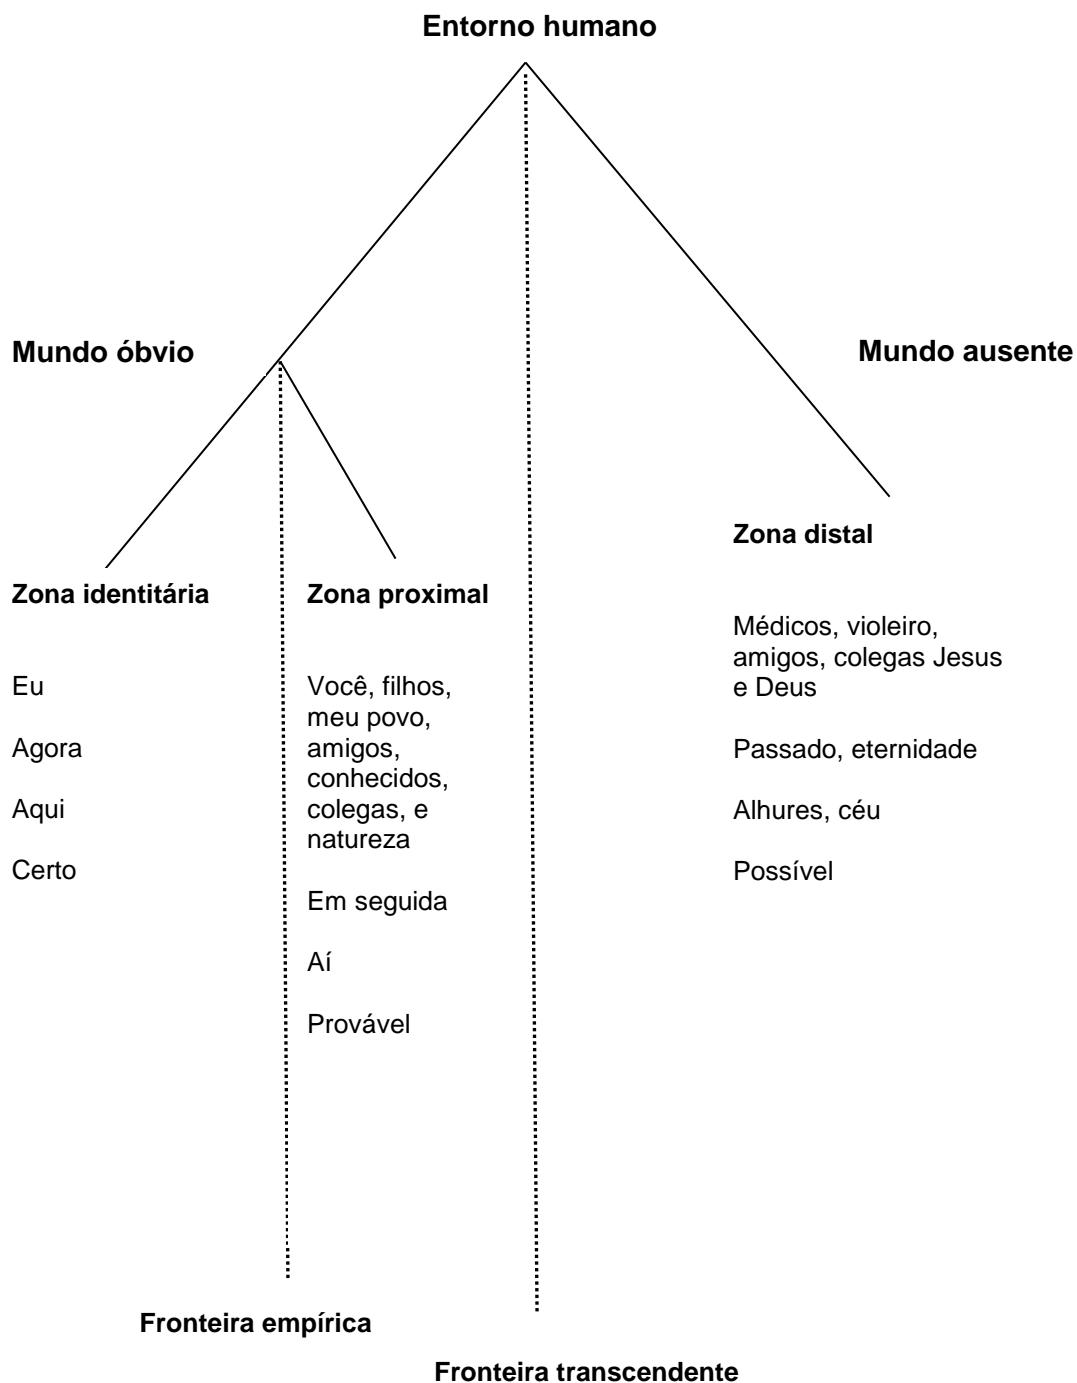 Entorno humano
Mundo óbvio
Mundo ausente
Zona identitária
Eu
Agora
Aqui
Certo
Zona proximal
Você, filhos,
meu povo,
amigos,
conhecidos,
colegas, e
natureza
Em seguida
Aí
Provável
Zona distal
Médicos, violeiro,
amigos, colegas Jesus
e Deus
Passado, eternidade
Alhures, céu
Possível
Fronteira empírica
Fronteira transcendente